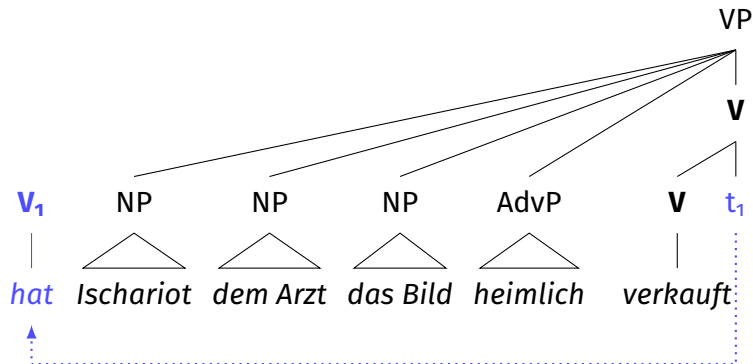 VP
V
V₁ NP NP NP AdvP V t₁
hat Ischariot dem Arzt das Bild heimlich verkauft